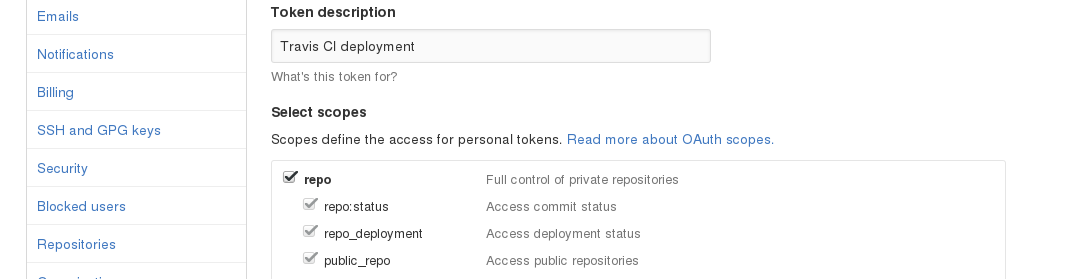 Emails
Notifications
Billing
SSH and GPG keys
Security
Blocked users
Repositories
Token description
Travis CI deployment
What's this token for?
Select scopes
Scopes define the access for personal tokens. Read more about OAuth scopes.
repo Full control of private repositories
repo:status Access commit status
repo_deployment Access deployment status
public_repo Access public repositories